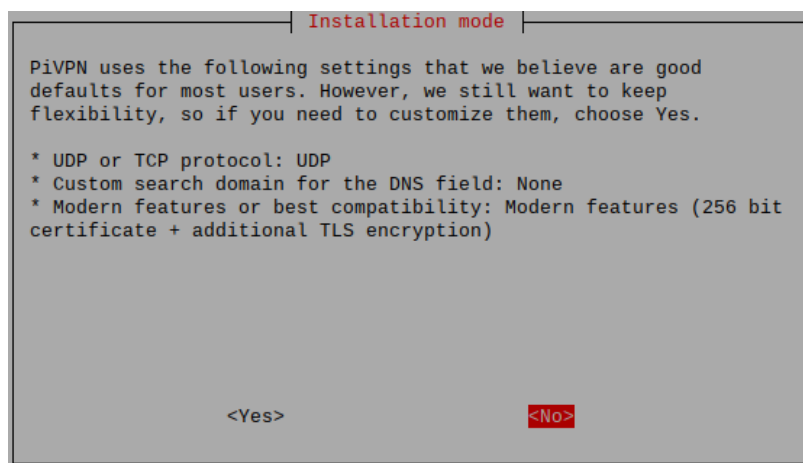 Installation mode
PiVPN uses the following settings that we believe are good
defaults for most users. However, we still want to keep
flexibility, so if you need to customize them, choose Yes.
* UDP or TCP protocol: UDP
* Custom search domain for the DNS field: None
* Modern features or best compatibility: Modern features (256 bit
certificate + additional TLS encryption)
<Yes> <No>